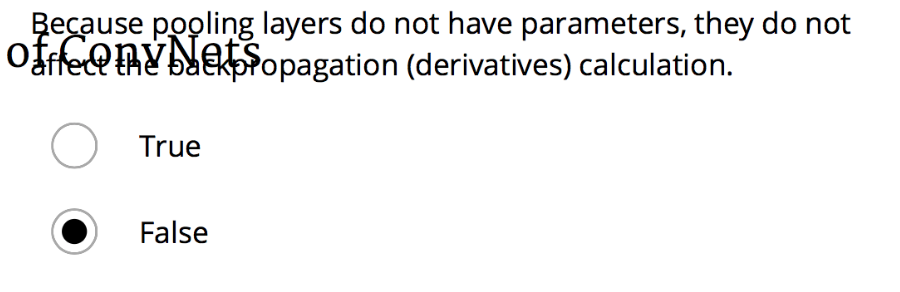 Because pooling layers do not have parameters, they do not
of ConvNets
affect the backpropagation (derivatives) calculation.
True
False